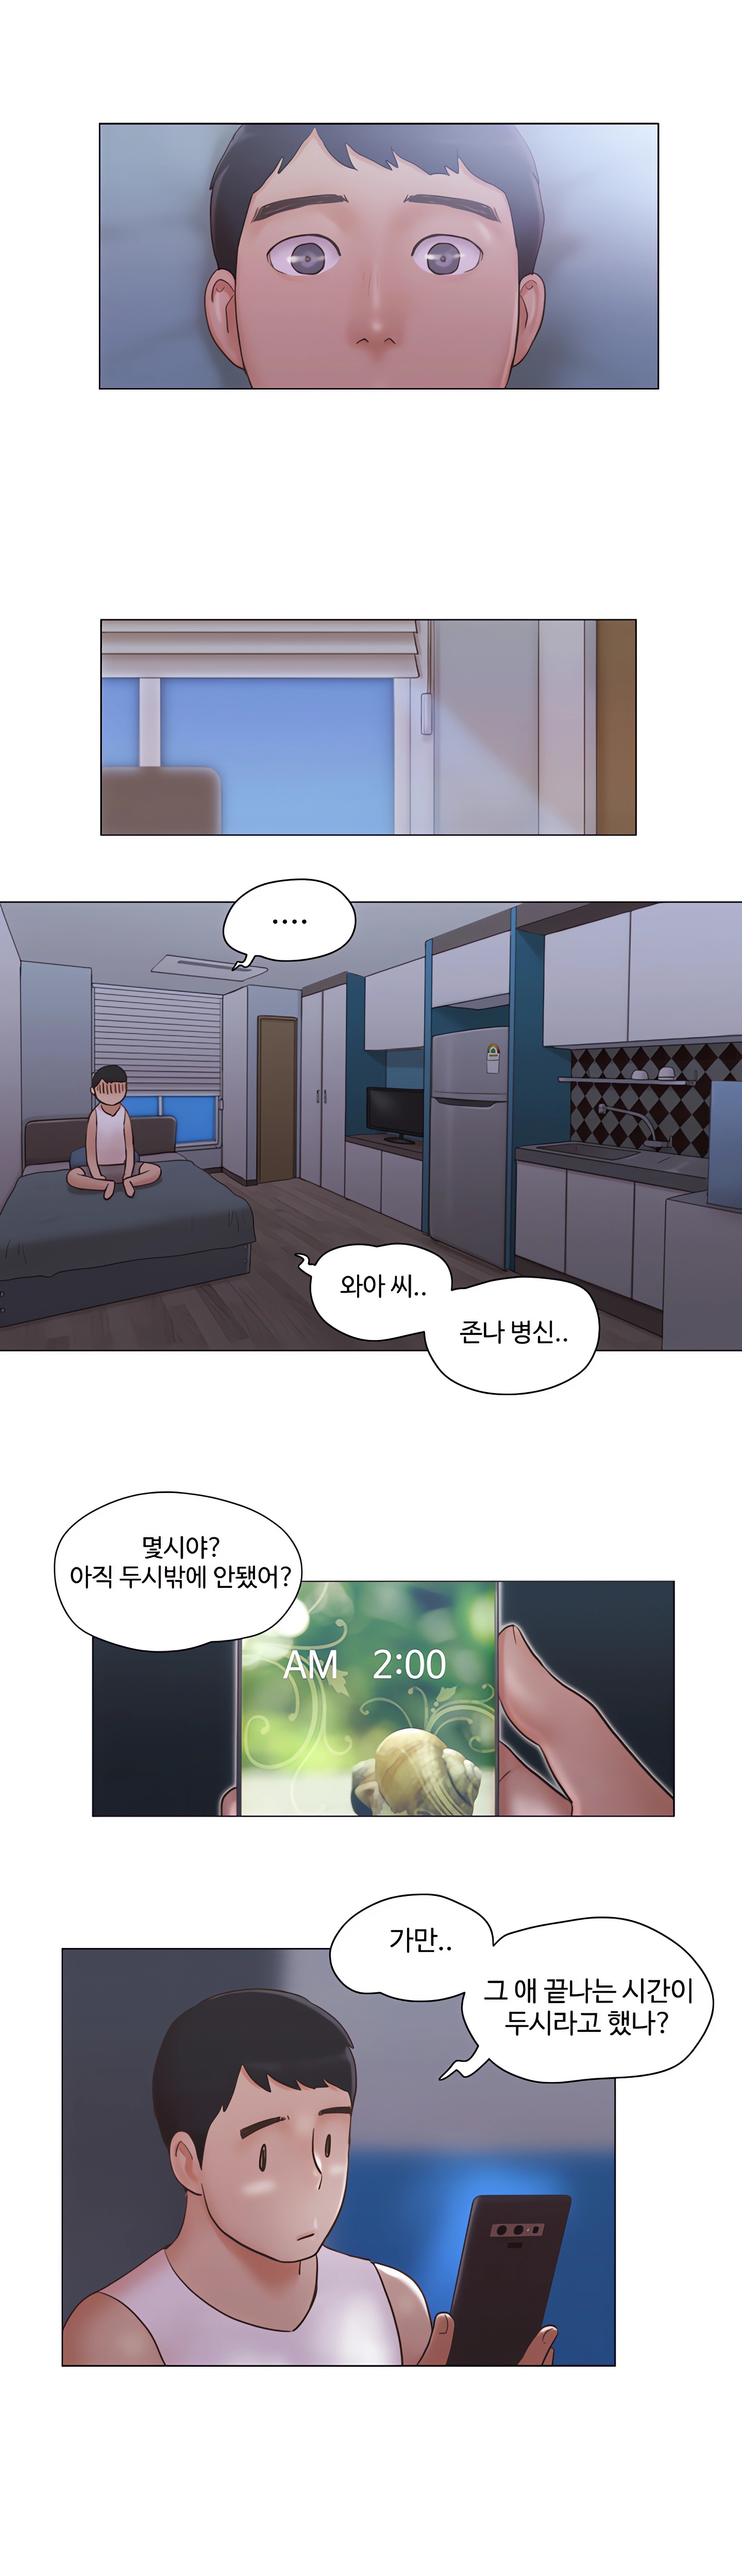 ....
와아 씨..
존나 병신..
몇시야?
아직 두시밖에 안됐어?
AM 2:00
가만..
그 애 끝나는 시간이
두시라고 했나?